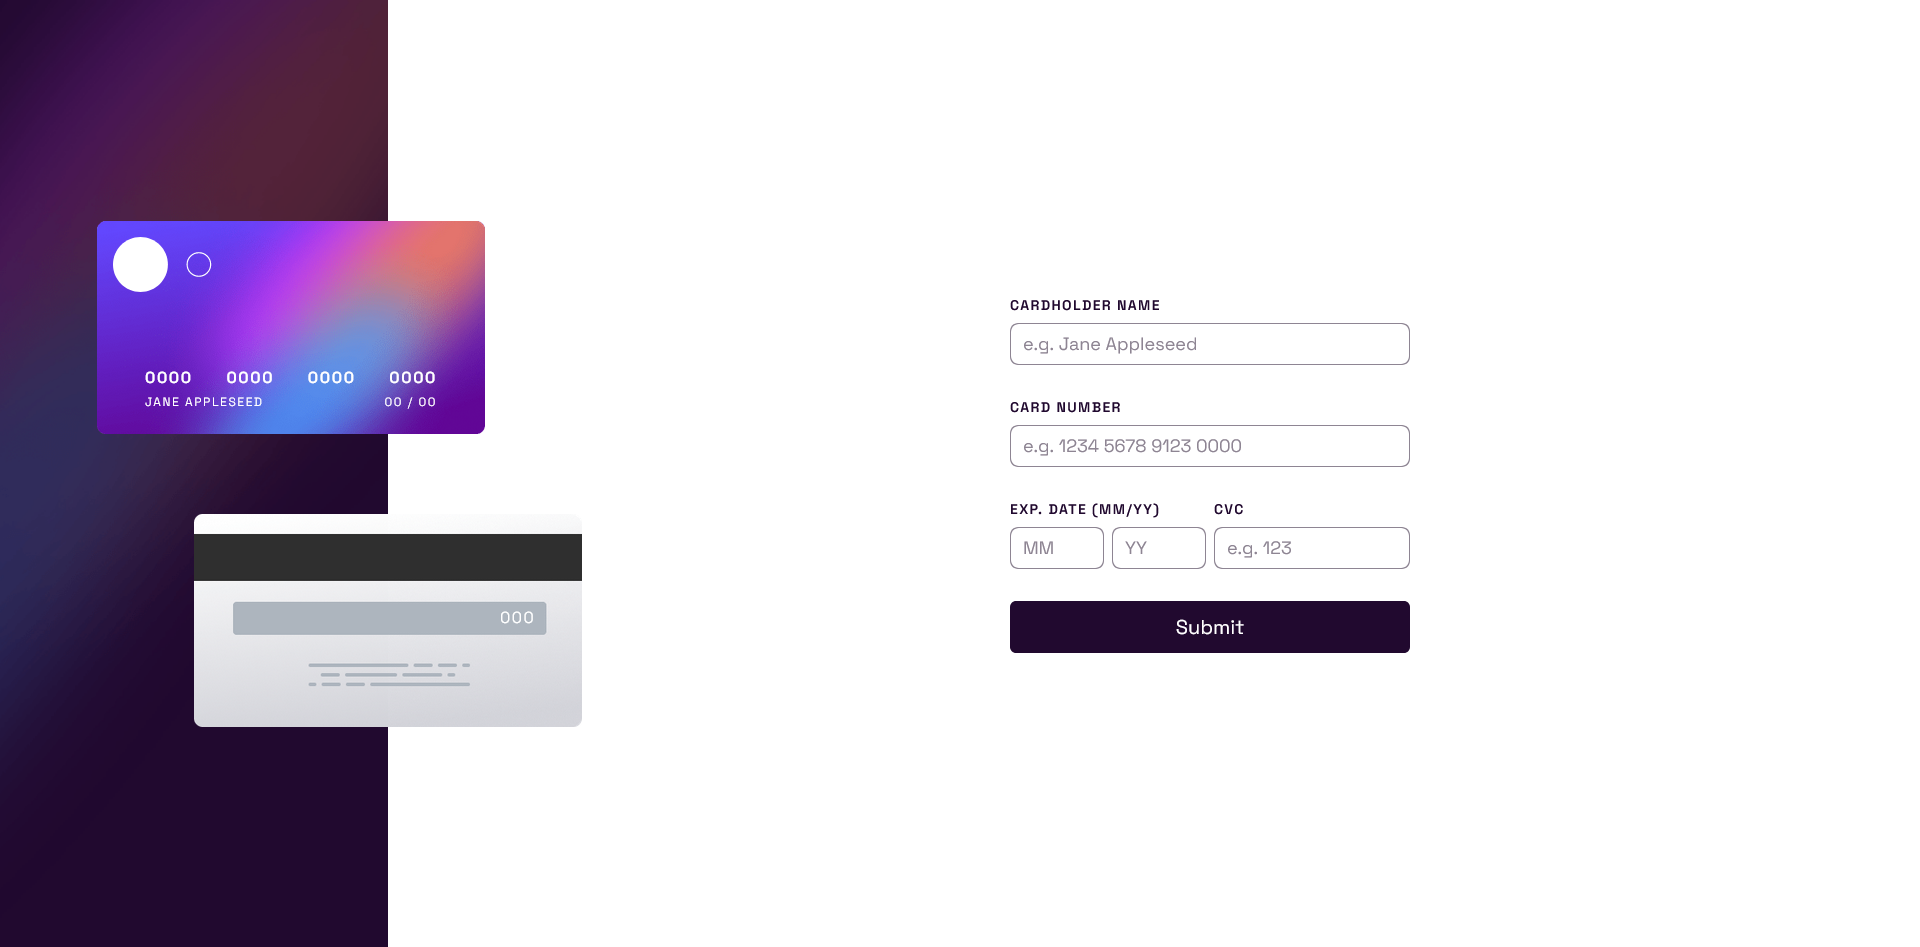 0000 0000 0000 0000
JANE APPLESEED 00 / 00
000
CARDHOLDER NAME
e.g. Jane Appleseed
CARD NUMBER
e.g. 1234 5678 9123 0000
EXP. DATE (MM/YY) CVC
MM YY e.g. 123
Submit